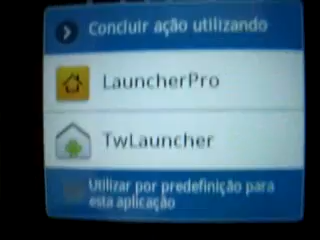 Concluir ação utilizando
LauncherPro
TwLauncher
Utilizar por predefinição para
esta aplicação